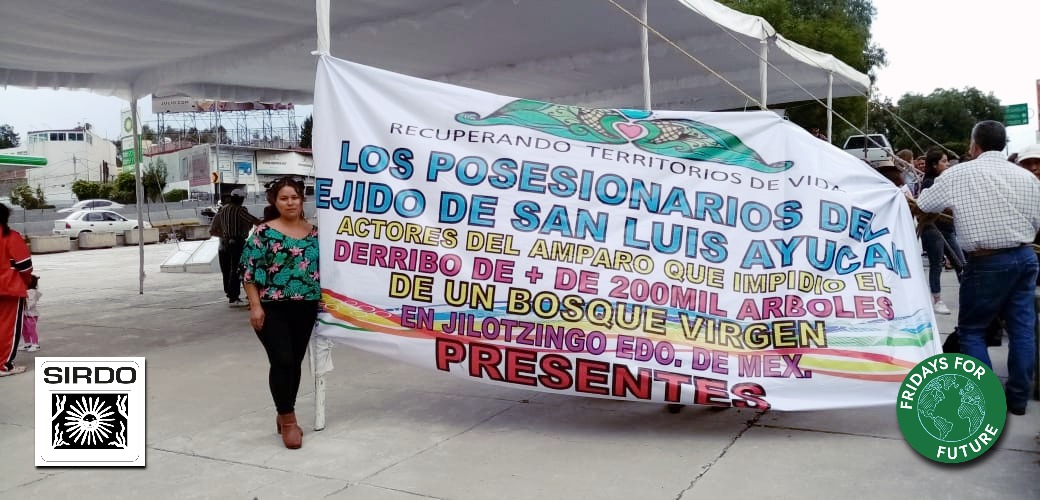 RECUPERANDO TERRITORIOS DE VIDA
LOS POSESIONARIOS DEL
EJIDO DE SAN LUIS AYUCAN
ACTORES DEL AMPARO QUE IMPIDIO EL
DERRIBO DE + DE 200MIL ARBOLES
DE UN BOSQUE VIRGEN
EN JILOTZINGO EDO. DE MEX.
PRESENTES
SIRDO
FRIDAYS FOR
FUTURE